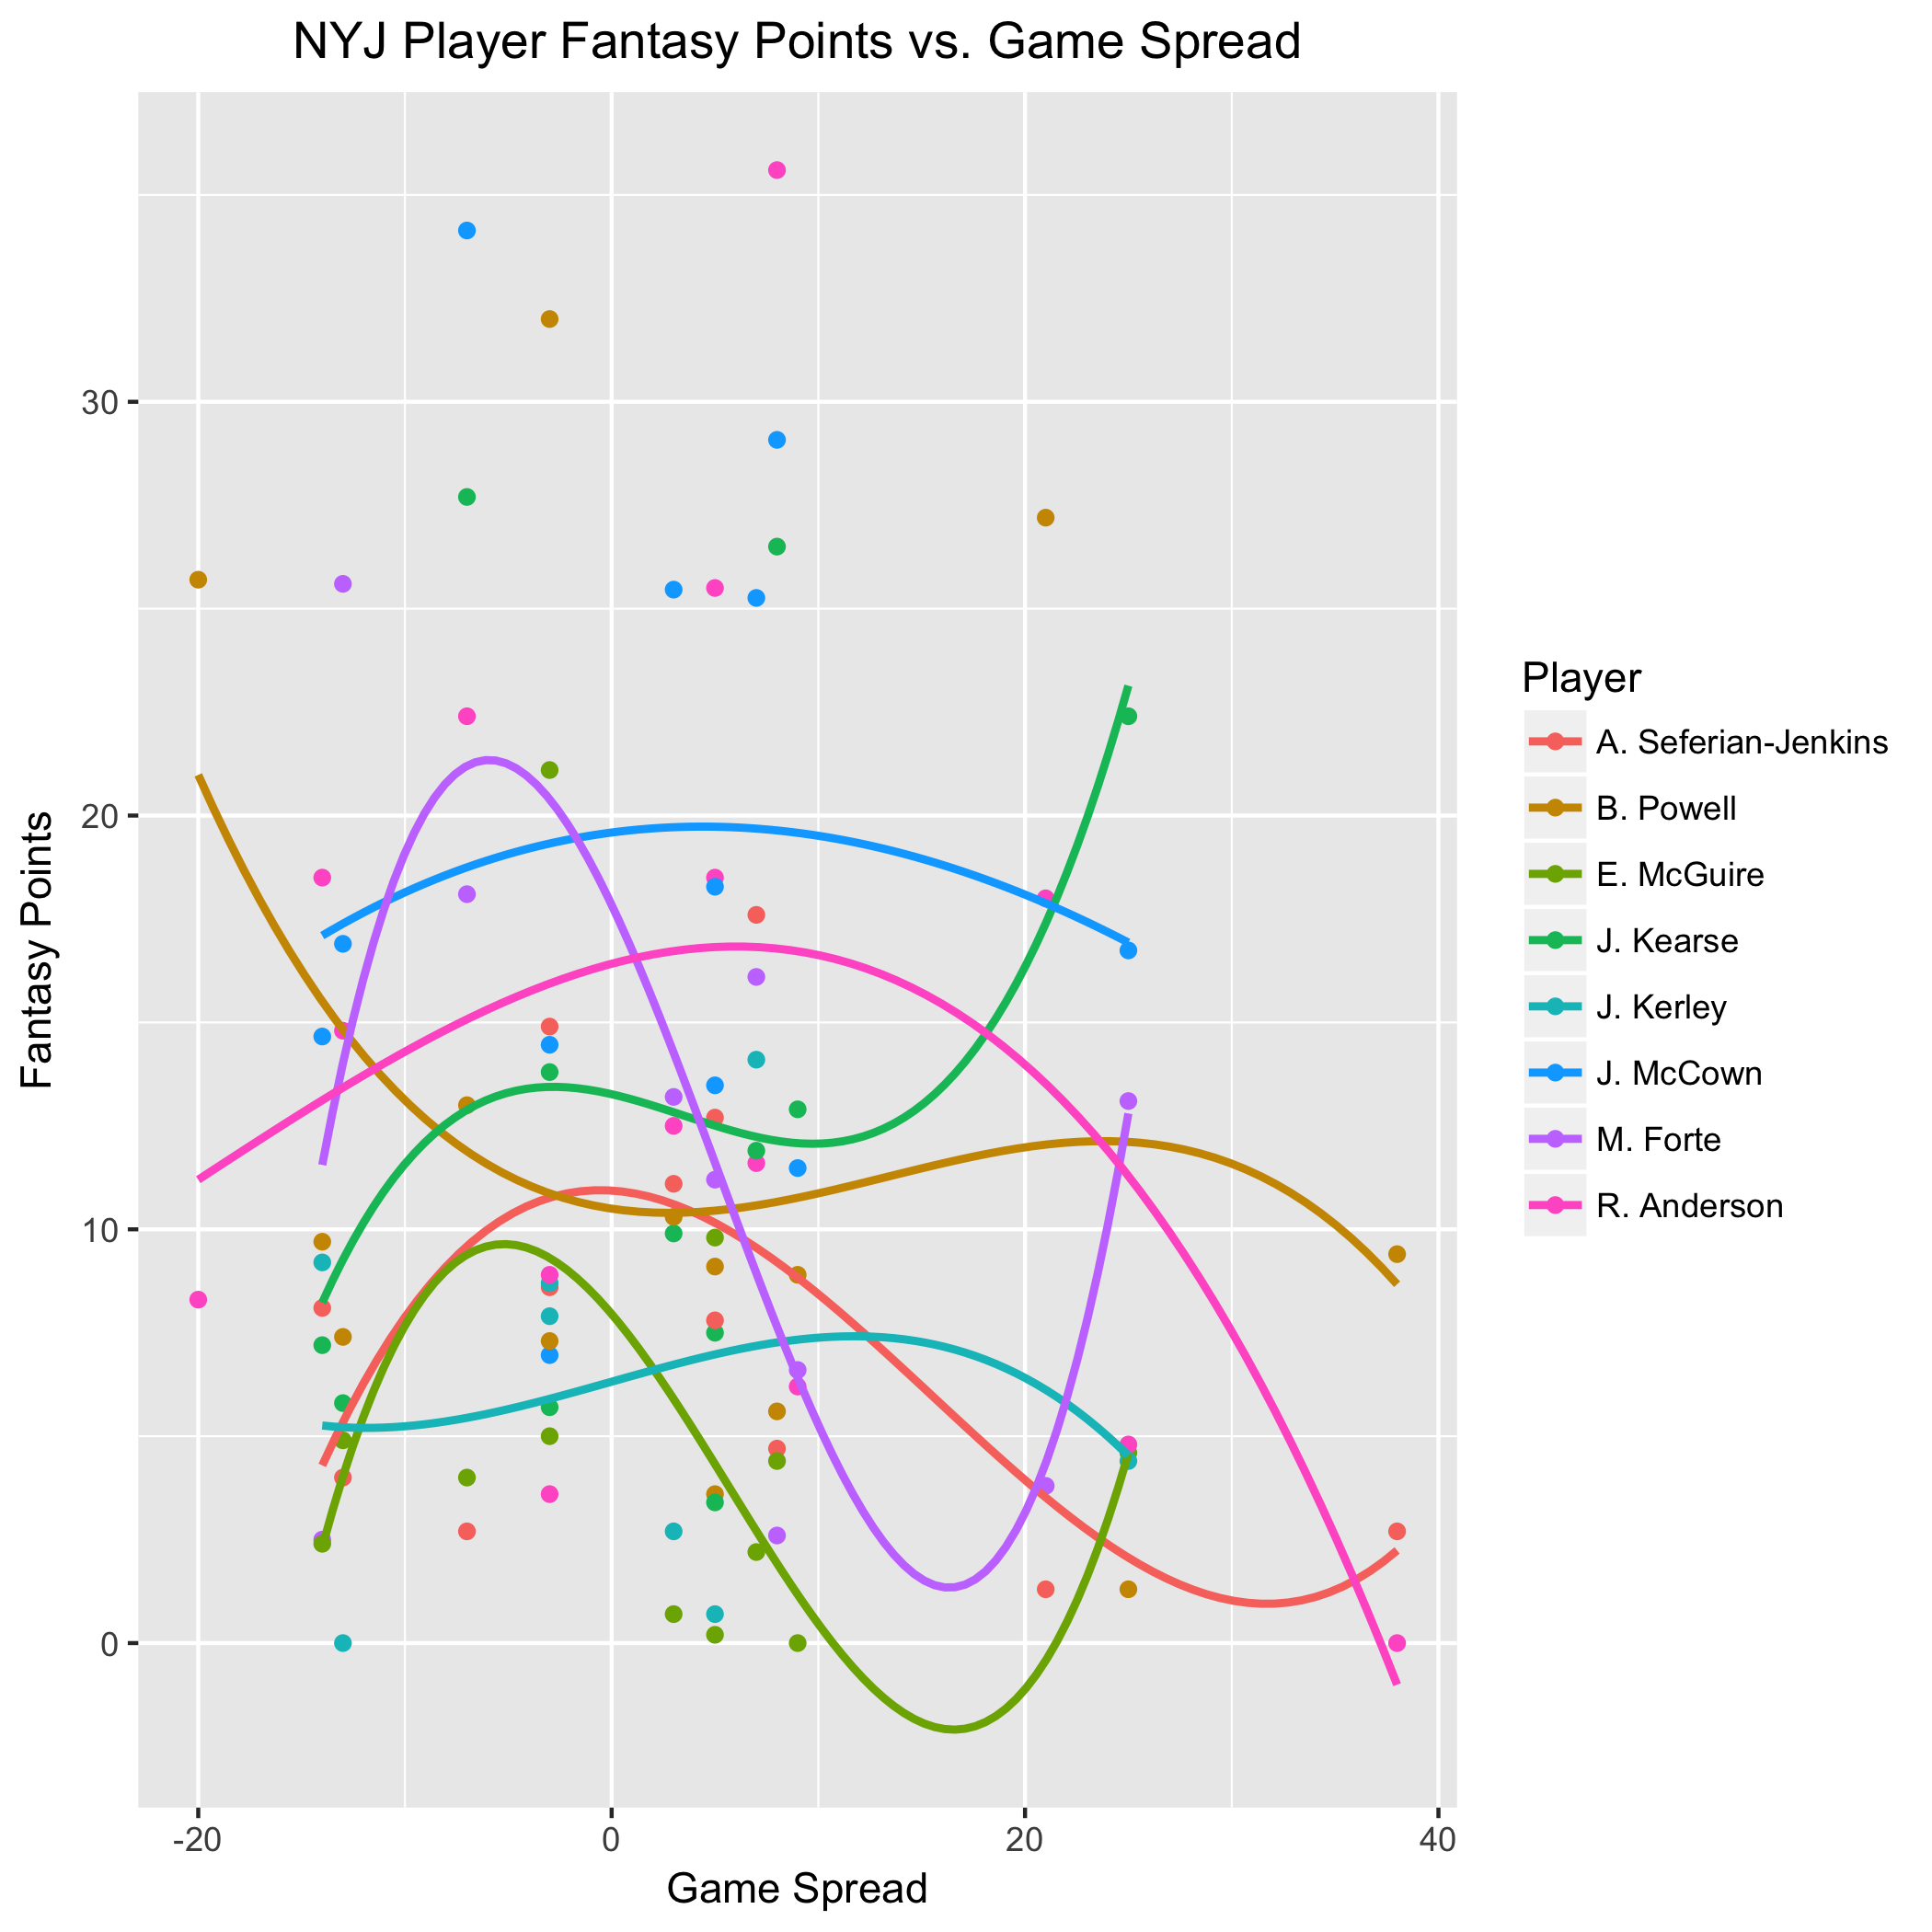 NYJ Player Fantasy Points vs. Game Spread
30
20
10
0
Fantasy Points
-20 0 20 40
Game Spread
Player
A. Seferian-Jenkins
B. Powell
E. McGuire
J. Kearse
J. Kerley
J. McCown
M. Forte
R. Anderson